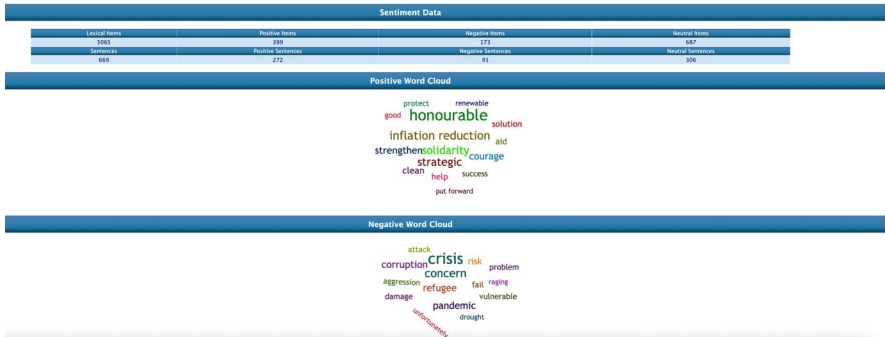 Sentiment Data
Lexical Items Positive Items Negative Items Neutral Items
5065 399 173 687
Sentences Positive Sentences Negative Sentences Neutral Sentences
669 272 91 306
Positive Word Cloud
protect renewable
good honourable
solution
inflation reduction aid
strengthen solidarity courage
strategic
clean help success
put forward
Negative Word Cloud
attack
corruption crisis risk problem
concern
aggression refugee fail raging
damage vulnerable
pandemic
unfortunately drought